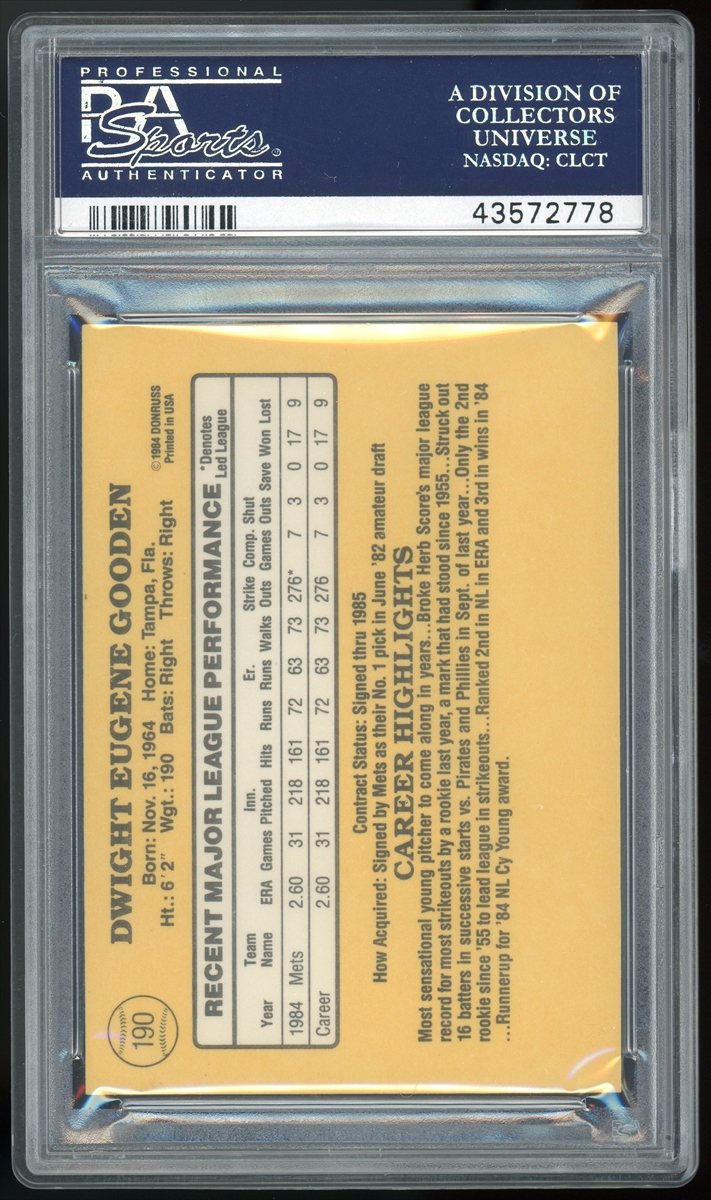 PROFESSIONAL
PSA
Sports®
AUTHENTICATOR
A DIVISION OF
COLLECTORS
UNIVERSE
NASDAQ: CLCT
43572778
190
DWIGHT EUGENE GOODEN
Born: Nov. 16, 1964 Home: Tampa, Fla.
Ht.: 6'2" Wgt.: 190 Bats: Right Throws: Right
©1984 DONRUSS
Printed in USA
RECENT MAJOR LEAGUE PERFORMANCE
*Denotes
Led League
Team Inn. Er. Strike Comp. Shut
Year Name ERA Games Pitched Hits Runs Runs Walks Outs Games Outs Save Won Lost
1984 Mets 2.60 31 218 161 72 63 73 276* 7 3 0 17 9
Career 2.60 31 218 161 72 63 73 276 7 3 0 17 9
Contract Status: Signed thru 1985
How Acquired: Signed by Mets as their No. 1 pick in June '82 amateur draft
CAREER HIGHLIGHTS
Most sensational young pitcher to come along in years...Broke Herb Score's major league
record for most strikeouts by a rookie last year, a mark that had stood since 1955...Struck out
16 batters in successive starts vs. Pirates and Phillies in Sept. of last year...Only the 2nd
rookie since '55 to lead league in strikeouts...Ranked 2nd in NL in ERA and 3rd in wins in '84
...Runnerup for '84 NL Cy Young award.